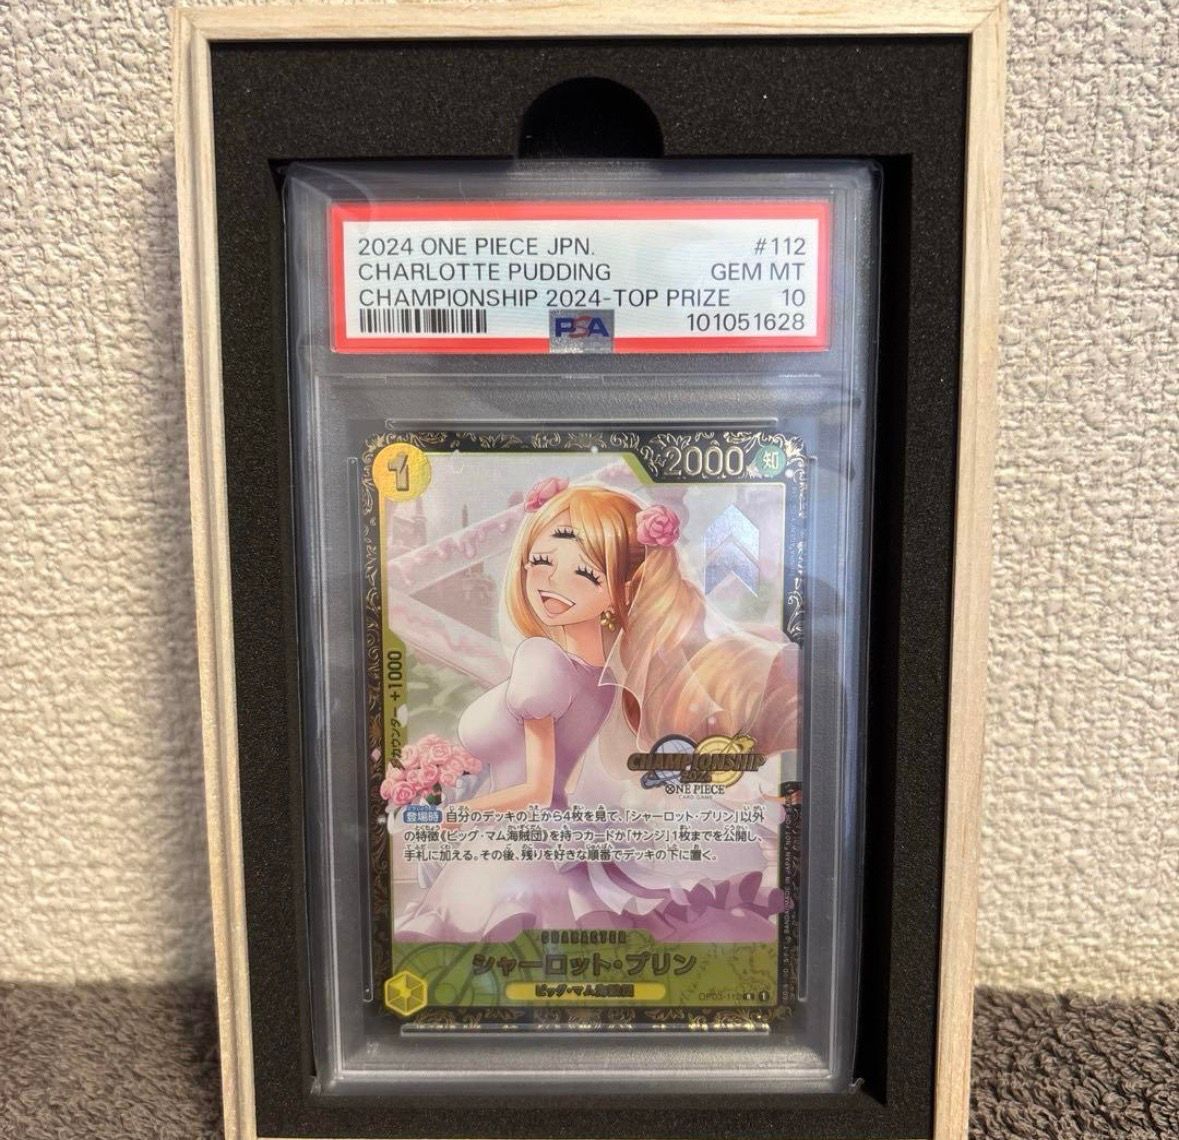 2024 ONE PIECE JPN. #112
CHARLOTTE PUDDING GEM MT
CHAMPIONSHIP 2024-TOP PRIZE 10
PSA 101051628
1 2000 知
カウンター +1000
CHAMPIONSHIP
2024
ONE PIECE
CARD GAME
登場時 自分のデッキの上から4枚を見て、「シャーロット・プリン」以外
の特徴《ビッグ・マム海賊団》を持つカードか「サンジ」1枚までを公開し、
手札に加える。その後、残りを好きな順番でデッキの下に置く。
CHARACTER
シャーロット・プリン
ビッグ・マム海賊団
OP03-112 R 1